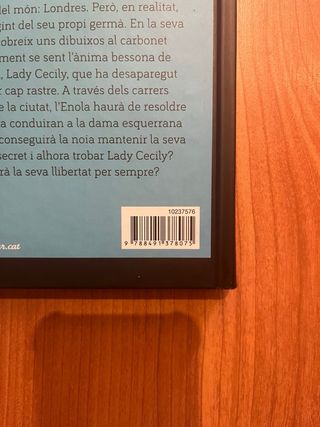 del món: Londres. Però, en realitat,
gint del seu propi germà. En la seva
obreix uns dibuixos al carbonet
ment se sent l'ànima bessona de
, Lady Cecily, que ha desaparegut
r cap rastre. A través dels carrers
e la ciutat, l'Enola haurà de resoldre
a conduiran a la dama esquerrana
conseguirà la noia mantenir la seva
secret i alhora trobar Lady Cecily?
rà la seva llibertat per sempre?
10237576
9 788491 378075
r.cat